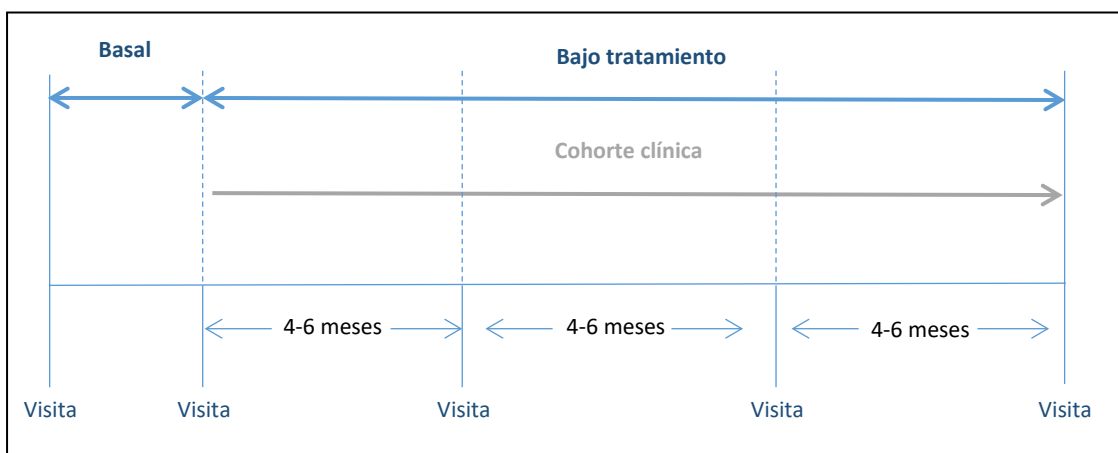 Basal
Bajo tratamiento
Cohorte clínica
4-6 meses
4-6 meses
4-6 meses
Visita
Visita
Visita
Visita
Visita